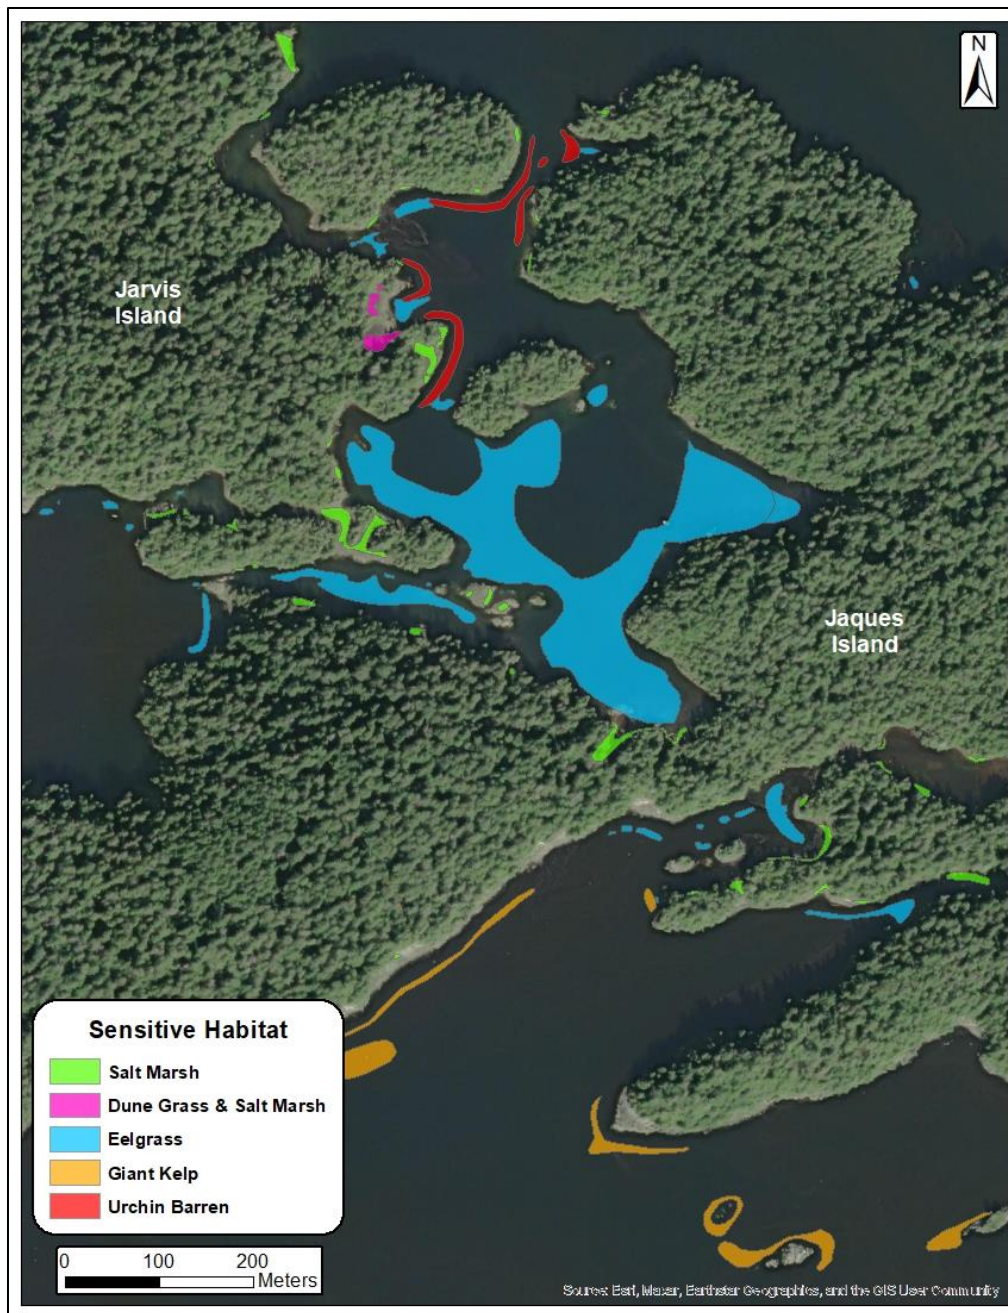 N
Jarvis
Island
Jaques
Island
Sensitive Habitat
Salt Marsh
Dune Grass & Salt Marsh
Eelgrass
Giant Kelp
Urchin Barren
0 100 200
Meters
Source: Esri, Maxar, Earthstar Geographics, and the GIS User Community